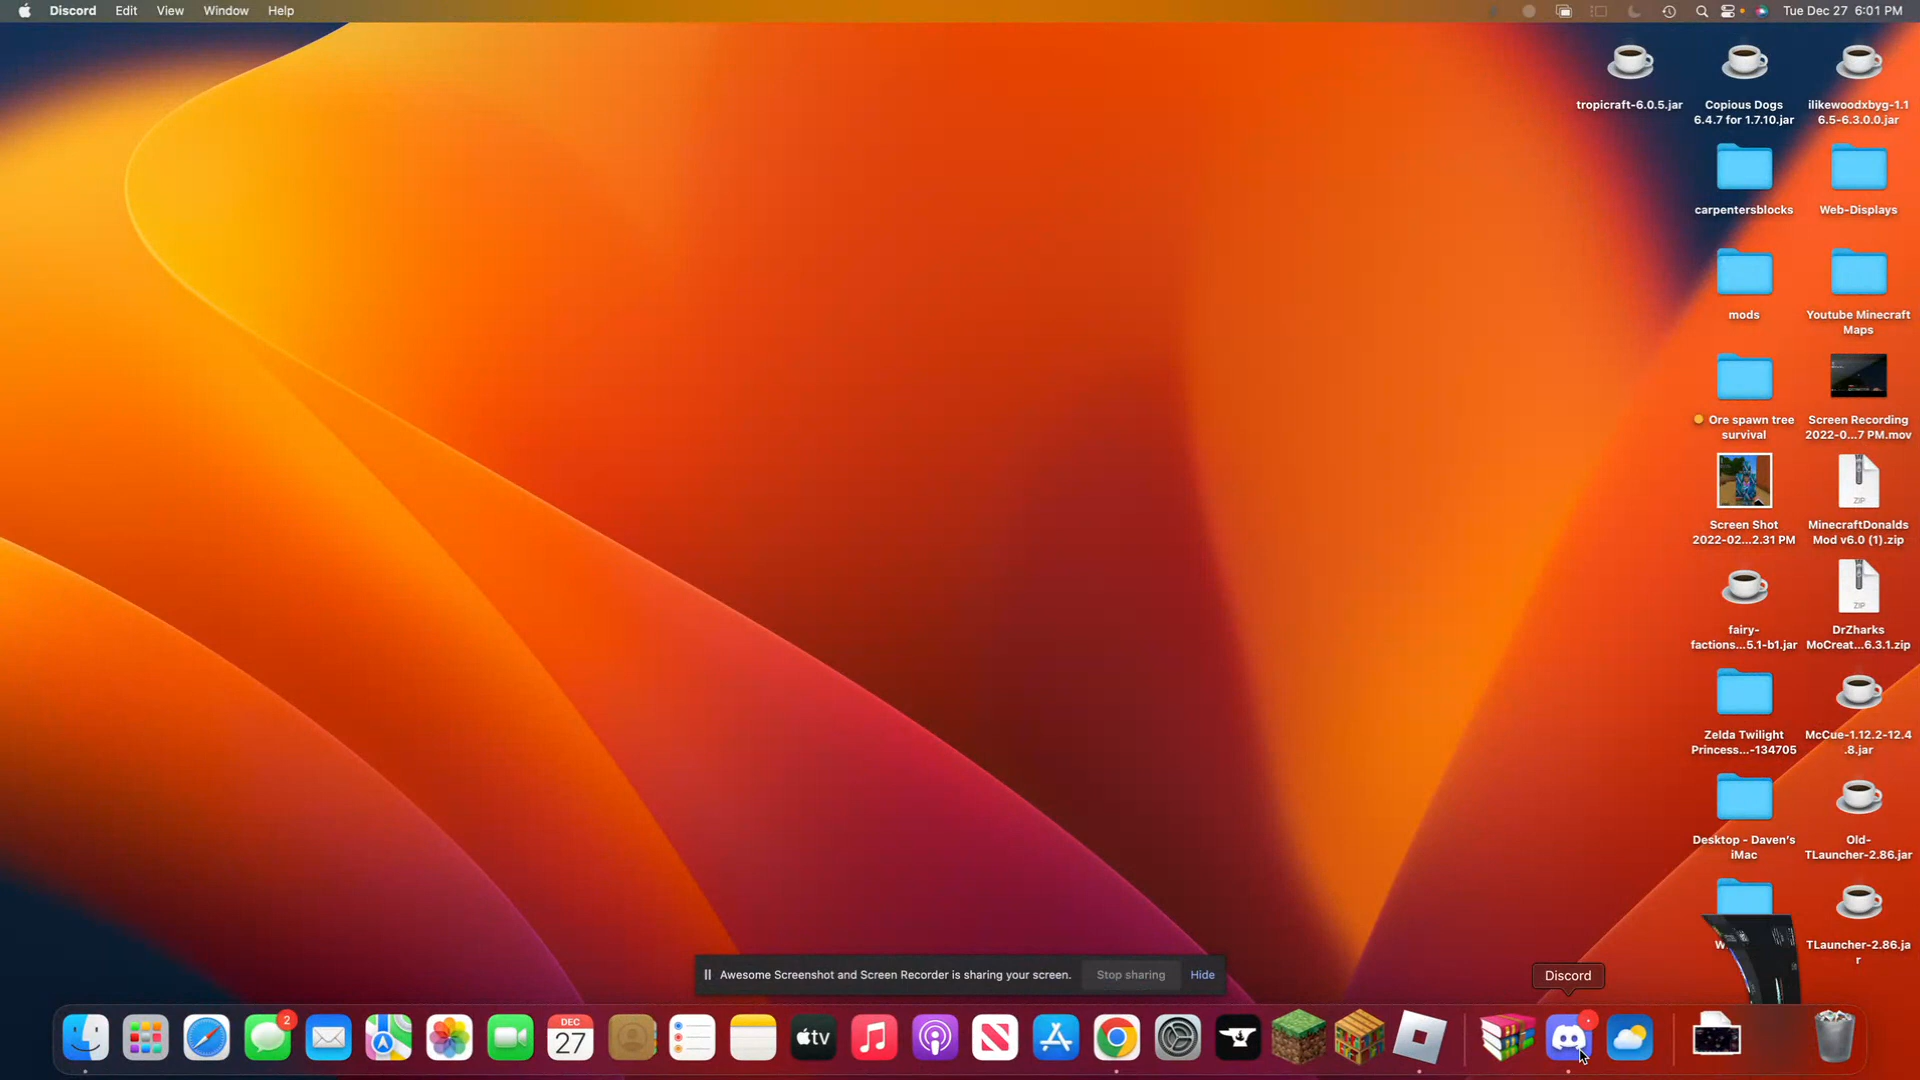 Discord Edit View Window Help
Tue Dec 27 6:01 PM
tropicraft-6.0.5.jar
Copious Dogs
6.4.7 for 1.7.10.jar
ilikewoodxbyg-1.1
6.5-6.3.0.0.jar
carpentersblocks
Web-Displays
mods
Youtube Minecraft
Maps
Ore spawn tree
survival
Screen Recording
2022-0...7 PM.mov
Screen Shot
2022-02...2.31 PM
ZIP
MinecraftDonalds
Mod v6.0 (1).zip
fairy-
factions...5.1-b1.jar
ZIP
DrZharks
MoCreat...6.3.1.zip
Zelda Twilight
Princess...-134705
McCue-1.12.2-12.4
.8.jar
Desktop - Daven's
iMac
Old-
TLauncher-2.86.jar
TLauncher-2.86.ja
r
Awesome Screenshot and Screen Recorder is sharing your screen. Stop sharing Hide
Discord
2
DEC
27
tv